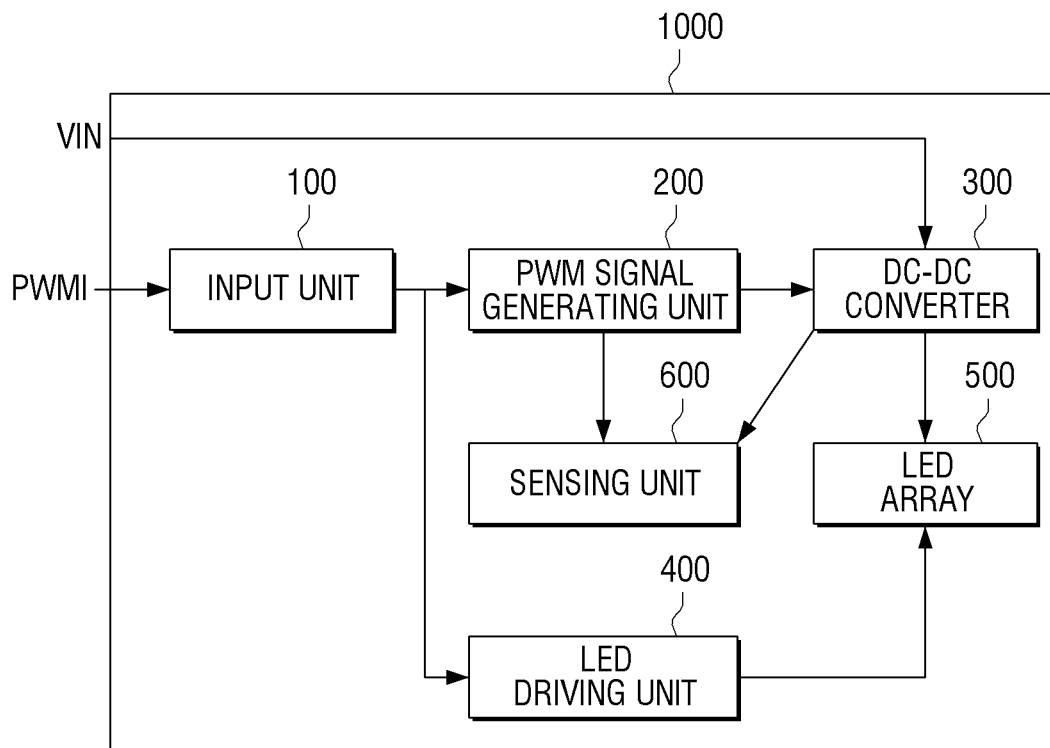 1000
VIN
100
200
300
PWMI
INPUT UNIT
PWM SIGNAL
GENERATING UNIT
DC-DC
CONVERTER
600
500
SENSING UNIT
LED
ARRAY
400
LED
DRIVING UNIT